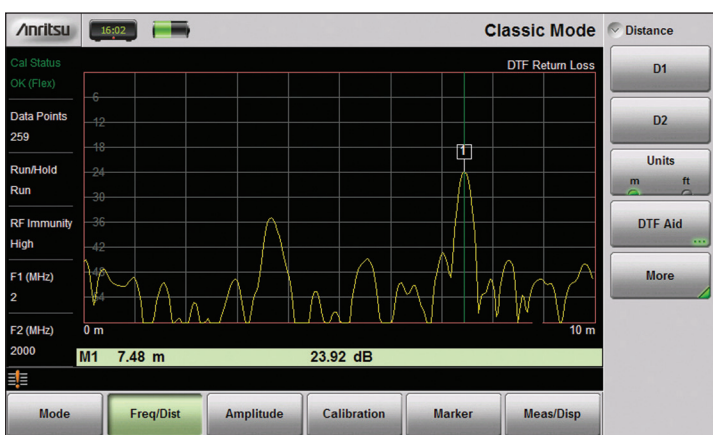 Anritsu
16:02
Classic Mode
Distance
Cal Status
OK (Flex)
Data Points
259
Run/Hold
Run
RF Immunity
High
F1 (MHz)
2
F2 (MHz)
2000
DTF Return Loss
6
12
18
24
30
36
42
48
54
1
0 m
10 m
M1 7.48 m 23.92 dB
D1
D2
Units
m ft
DTF Aid
More
Mode
Freq/Dist
Amplitude
Calibration
Marker
Meas/Disp